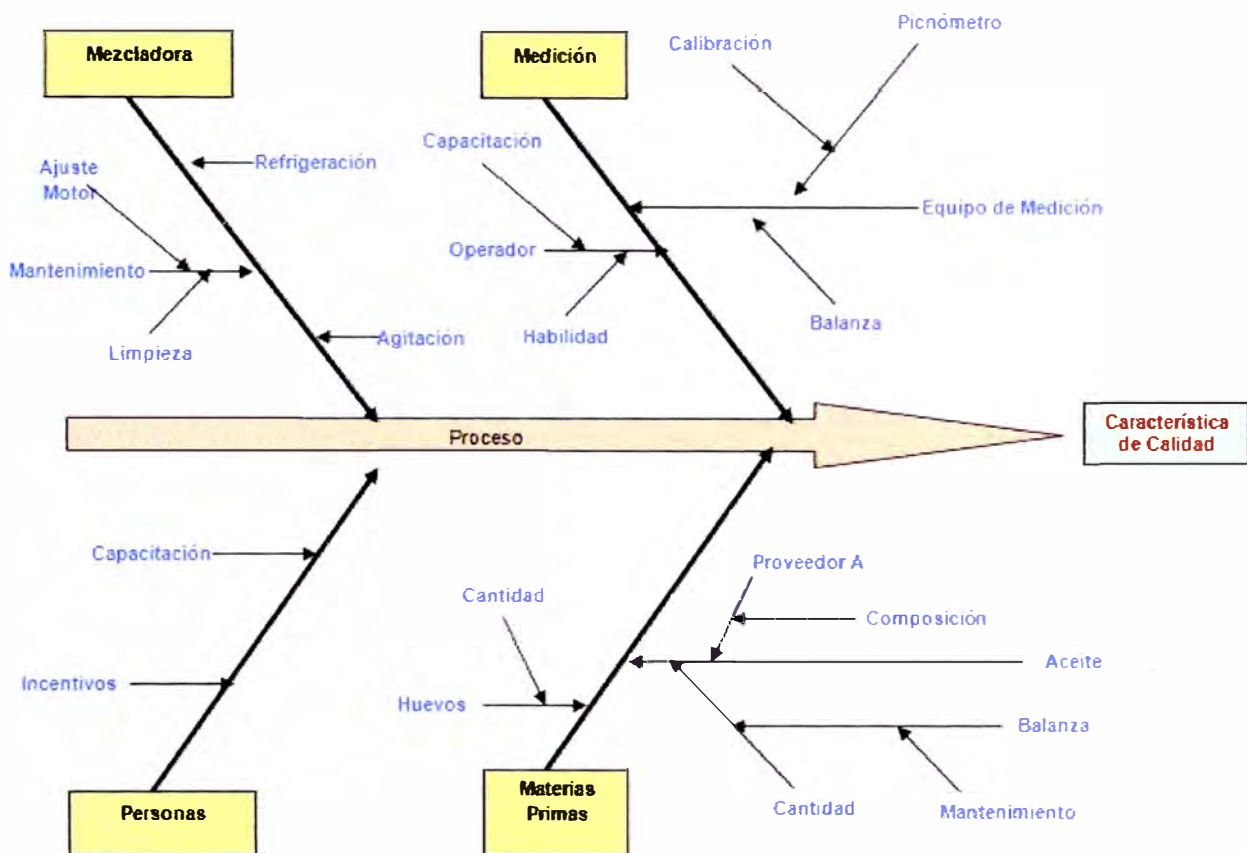 Mezcladora
Medición
Calibración
Picnómetro
Ajuste
Motor
Refrigeración
Capacitación
Equipo de Medición
Operador
Mantenimiento
Limpieza
Agitación
Habilidad
Balanza
Proceso
Característica
de Calidad
Capacitación
Proveedor A
Cantidad
Composición
Aceite
Incentivos
Huevos
Balanza
Cantidad
Mantenimiento
Personas
Materias
Primas